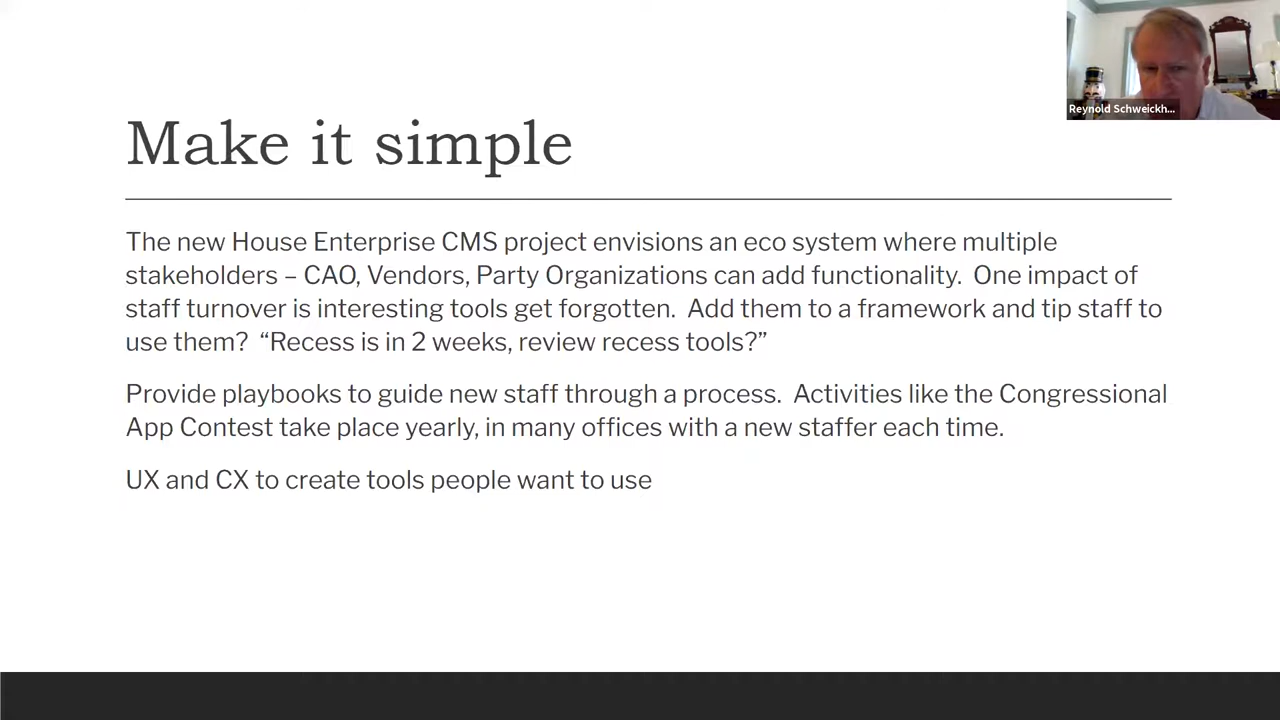 Reynold Schweickh...
Make it simple
The new House Enterprise CMS project envisions an eco system where multiple
stakeholders – CAO, Vendors, Party Organizations can add functionality.  One impact of
staff turnover is interesting tools get forgotten.  Add them to a framework and tip staff to
use them?  “Recess is in 2 weeks, review recess tools?”
Provide playbooks to guide new staff through a process.  Activities like the Congressional
App Contest take place yearly, in many offices with a new staffer each time.
UX and CX to create tools people want to use